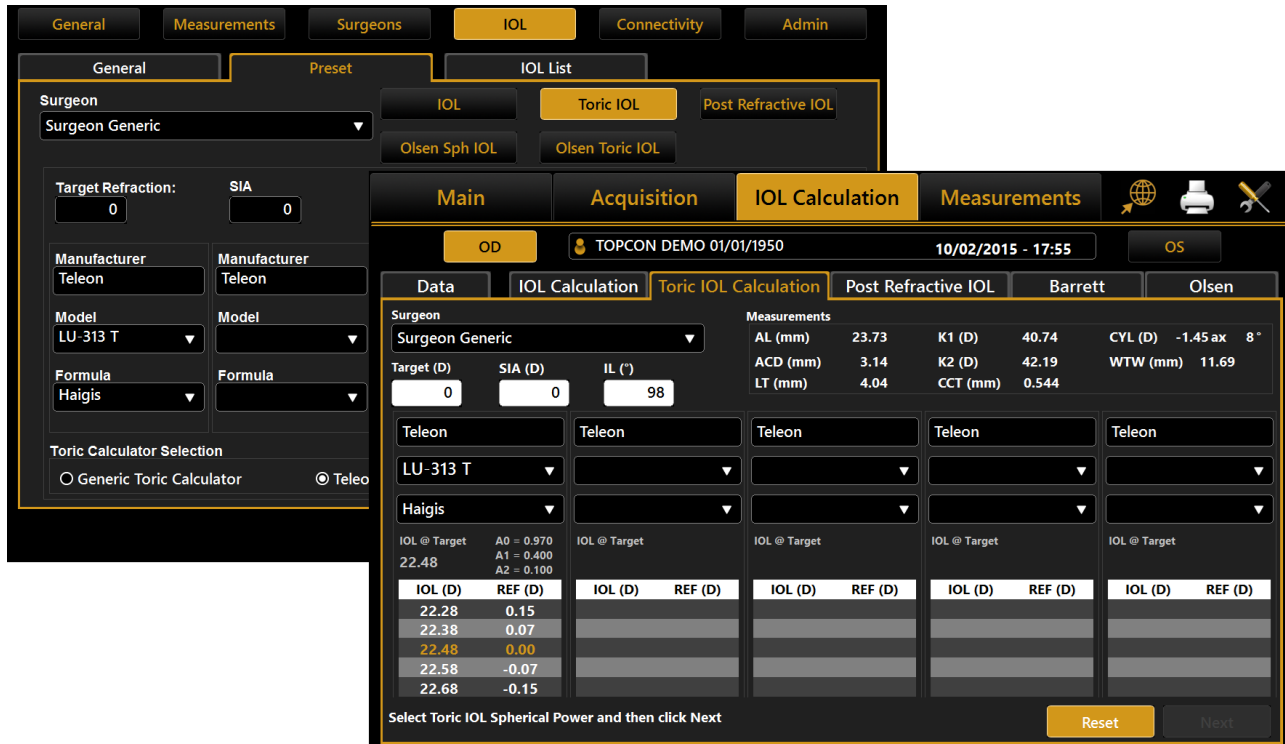 General Measurements Surgeons IOL Connectivity Admin
General Preset IOL List
Surgeon
Surgeon Generic
IOL Toric IOL Post Refractive IOL
Olsen Sph IOL Olsen Toric IOL
Target Refraction: SIA
0 0
Manufacturer Manufacturer
Teleon Teleon
Model Model
LU-313 T
Formula Formula
Haigis
Toric Calculator Selection
Generic Toric Calculator Teleo
Main Acquisition IOL Calculation Measurements
OD TOPCON DEMO 01/01/1950 10/02/2015 - 17:55 OS
Data IOL Calculation Toric IOL Calculation Post Refractive IOL Barrett Olsen
Surgeon
Surgeon Generic
Target (D) SIA (D) IL (°)
0 0 98
Measurements
AL (mm) 23.73 K1 (D) 40.74 CYL (D) -1.45 ax 8°
ACD (mm) 3.14 K2 (D) 42.19 WTW (mm) 11.69
LT (mm) 4.04 CCT (mm) 0.544
Teleon Teleon Teleon Teleon Teleon
LU-313 T
Haigis
IOL @ Target A0 = 0.970 IOL @ Target IOL @ Target IOL @ Target IOL @ Target
22.48 A1 = 0.400
A2 = 0.100
IOL (D) REF (D) IOL (D) REF (D) IOL (D) REF (D) IOL (D) REF (D) IOL (D) REF (D)
22.28 0.15
22.38 0.07
22.48 0.00
22.58 -0.07
22.68 -0.15
Select Toric IOL Spherical Power and then click Next
Reset Next